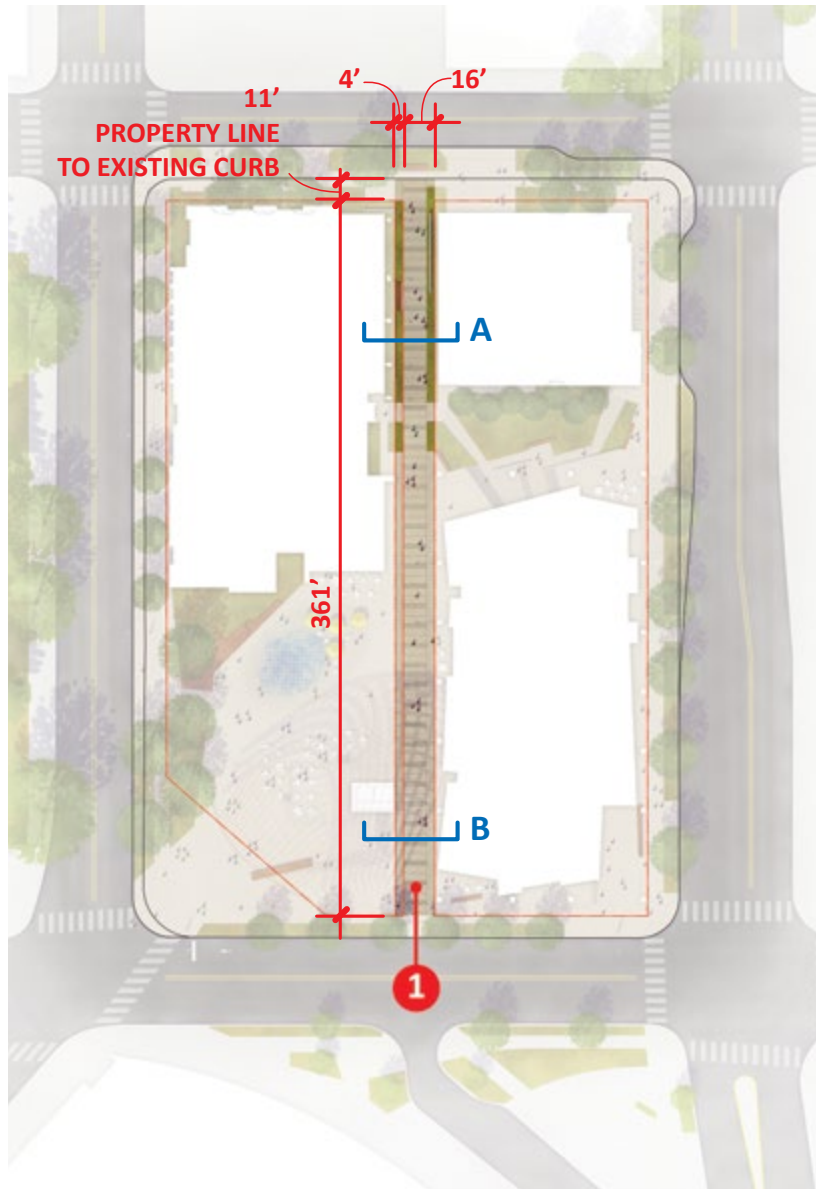 4’
16’
11’
PROPERTY LINE
TO EXISTING CURB
A
361’
B
1